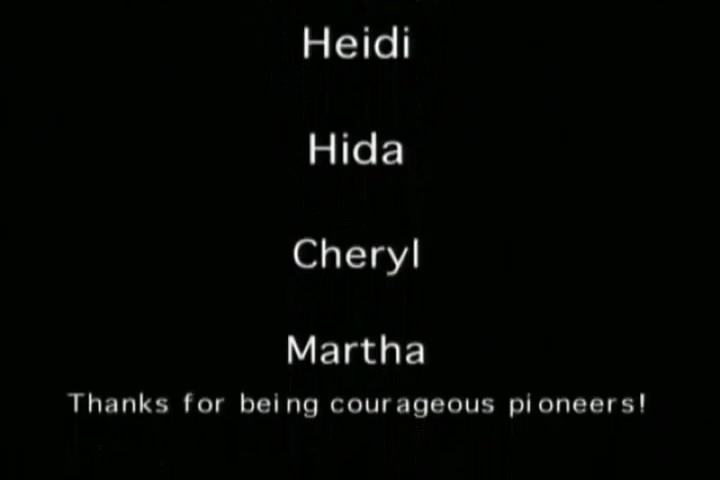 Heidi
Hida
Cheryl
Martha
Thanks for being courageous pioneers!